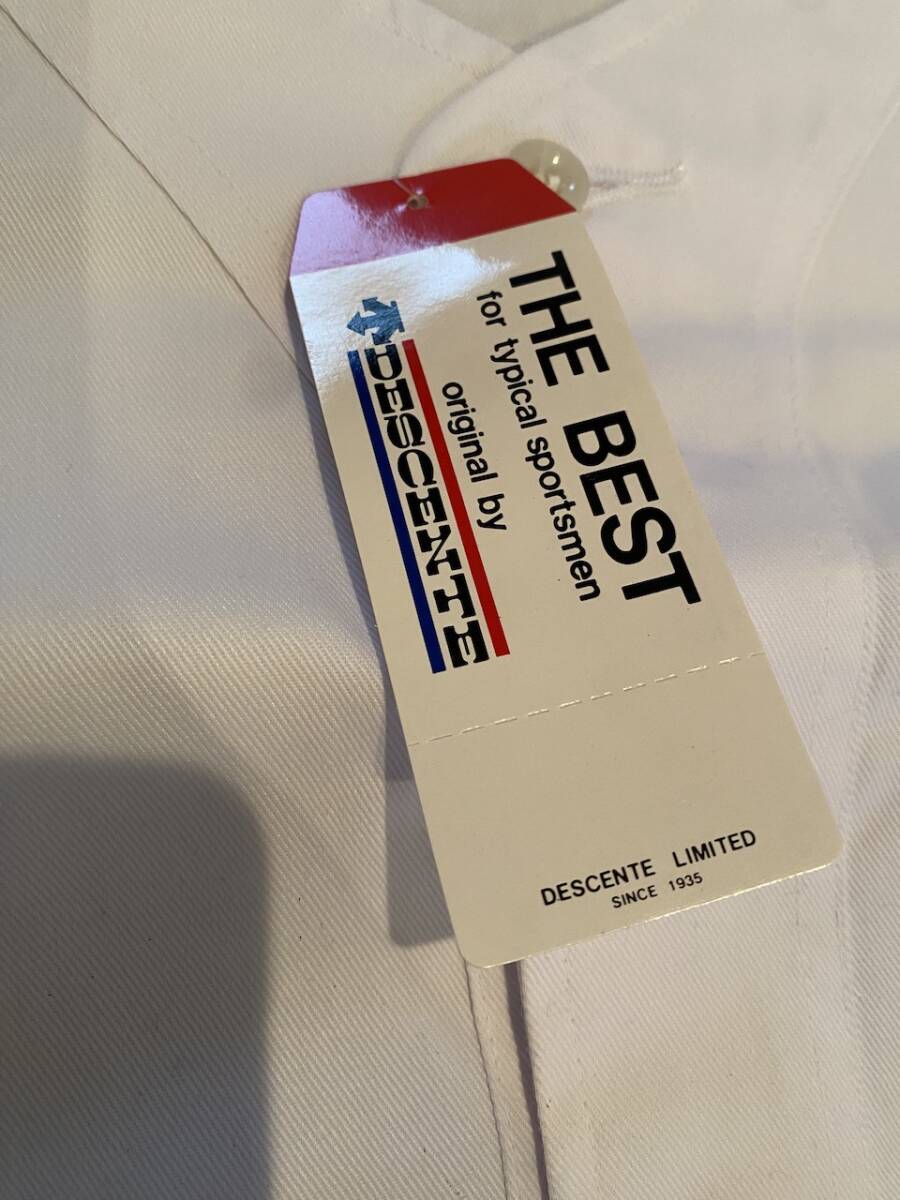 THE BEST
for typical sportsmen
original by
DESCENTE
DESCENTE LIMITED
SINCE 1935